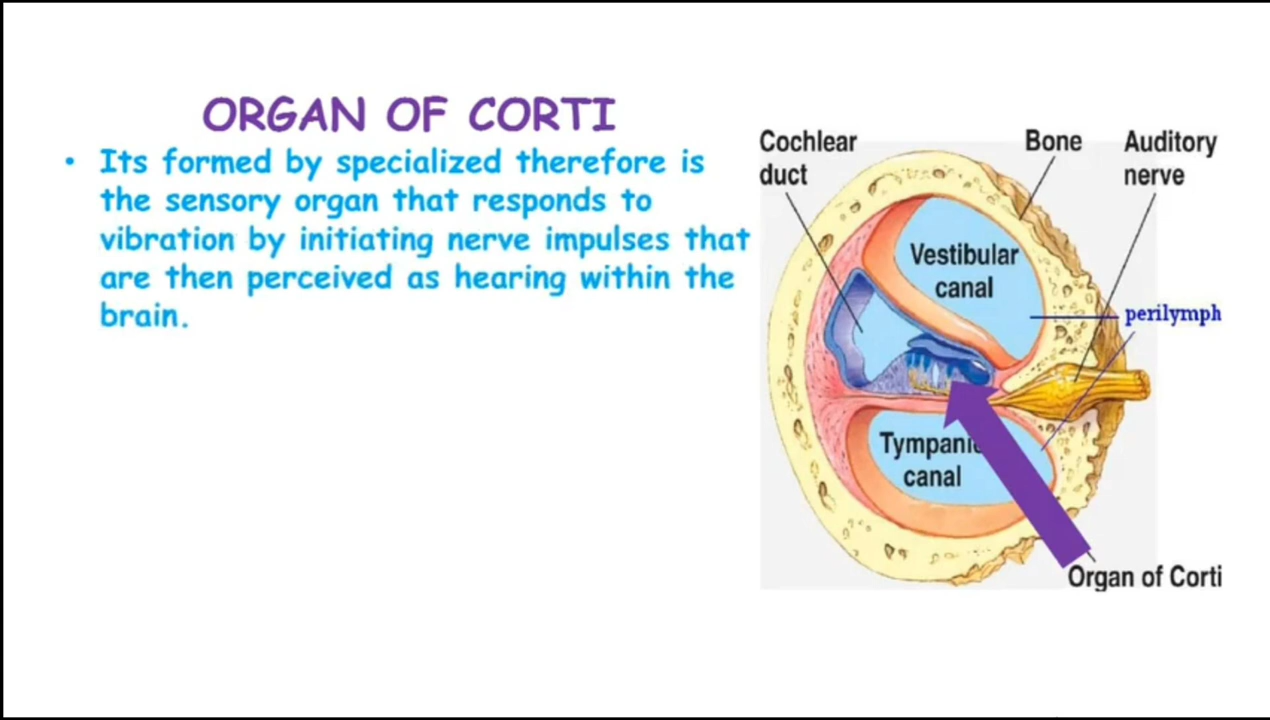 ORGAN OF CORTI
• Its formed by specialized therefore is
the sensory organ that responds to
vibration by initiating nerve impulses that
are then perceived as hearing within the
brain.
Cochlear
duct
Bone
Auditory
nerve
Vestibular
canal
perilymph
Tympanic
canal
Organ of Corti